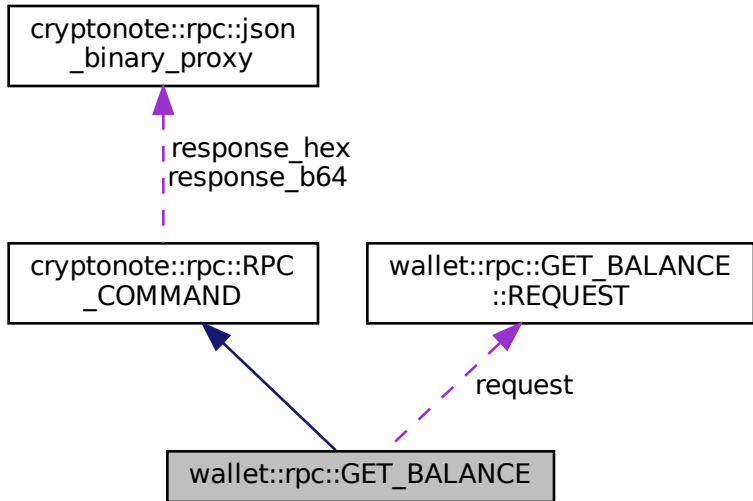 cryptonote::rpc::json
_binary_proxy
response_hex
response_b64
cryptonote::rpc::RPC
_COMMAND
wallet::rpc::GET_BALANCE
::REQUEST
request
wallet::rpc::GET_BALANCE